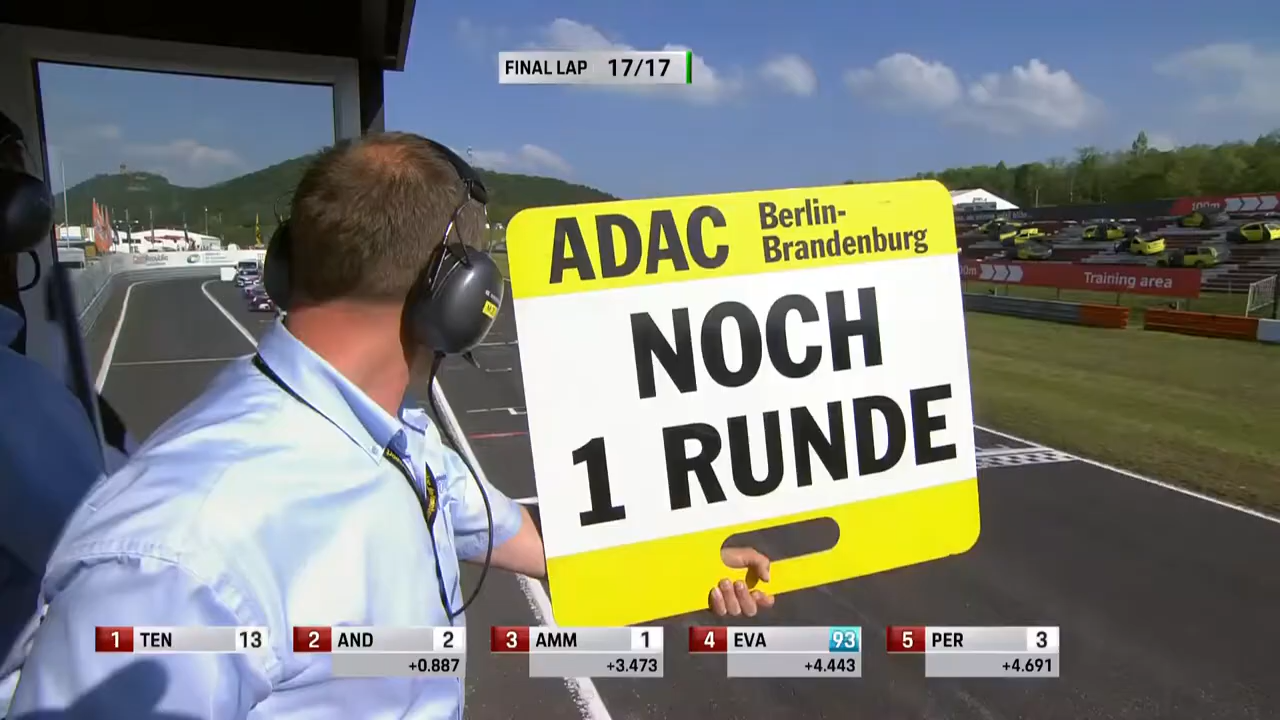 FINAL LAP 17/17
ADAC Berlin-
Brandenburg
NOCH
1 RUNDE
100m
Training area
1 TEN 13
2 AND 2
+0.887
3 AMM 1
+3.473
4 EVA 93
+4.443
5 PER 3
+4.691